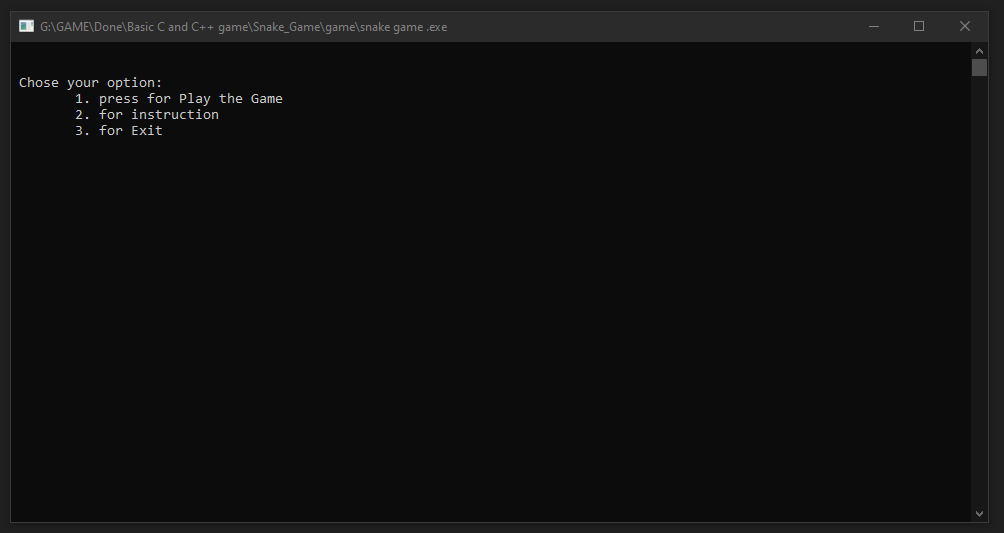 G:\GAME\Done\Basic C and C++ game\Snake_Game\game\snake game .exe
Chose your option:
1. press for Play the Game
2. for instruction
3. for Exit